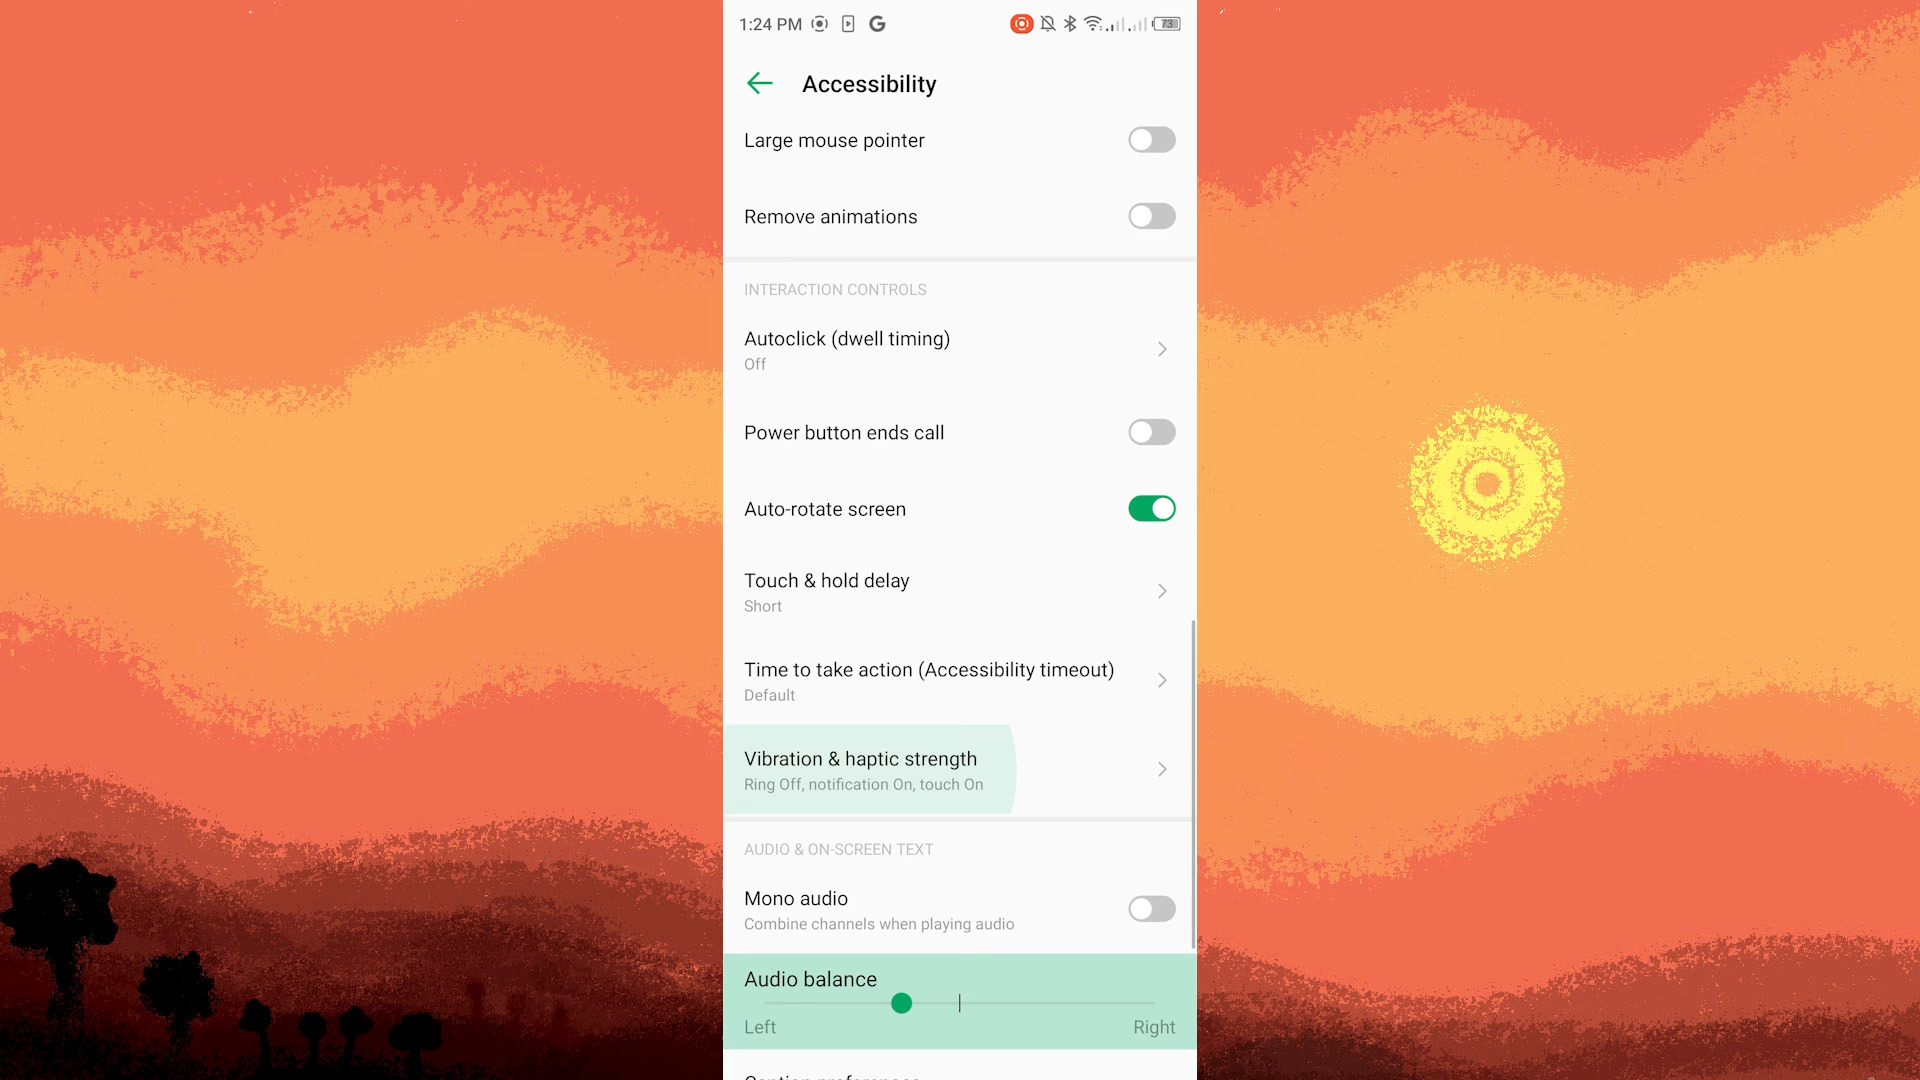 1:24 PM
73
Accessibility
Large mouse pointer
Remove animations
INTERACTION CONTROLS
Autoclick (dwell timing)
Off
Power button ends call
Auto-rotate screen
Touch & hold delay
Short
Time to take action (Accessibility timeout)
Default
Vibration & haptic strength
Ring Off, notification On, touch On
AUDIO & ON-SCREEN TEXT
Mono audio
Combine channels when playing audio
Audio balance
Left
Right